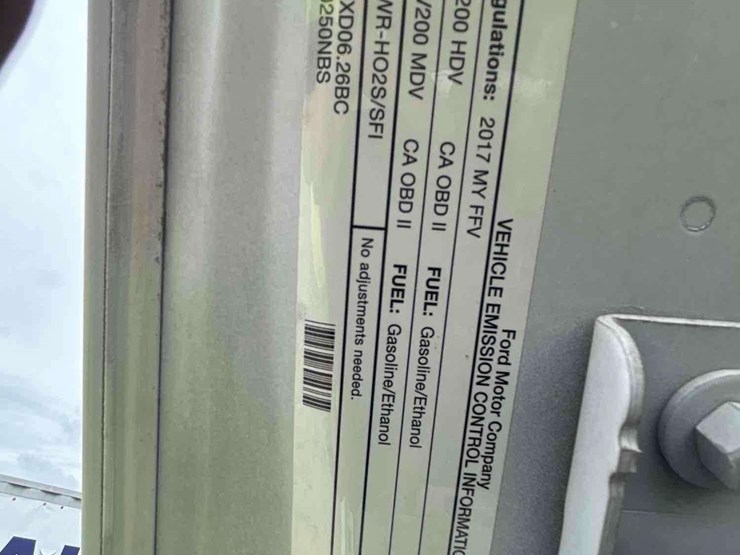 Ford Motor Company
VEHICLE EMISSION CONTROL INFORMATIO
gulations: 2017 MY FFV
200 HDV CA OBD II FUEL: Gasoline/Ethanol
/200 MDV CA OBD II FUEL: Gasoline/Ethanol
WR-HO2S/SFI No adjustments needed.
XD06.26BC
250NBS